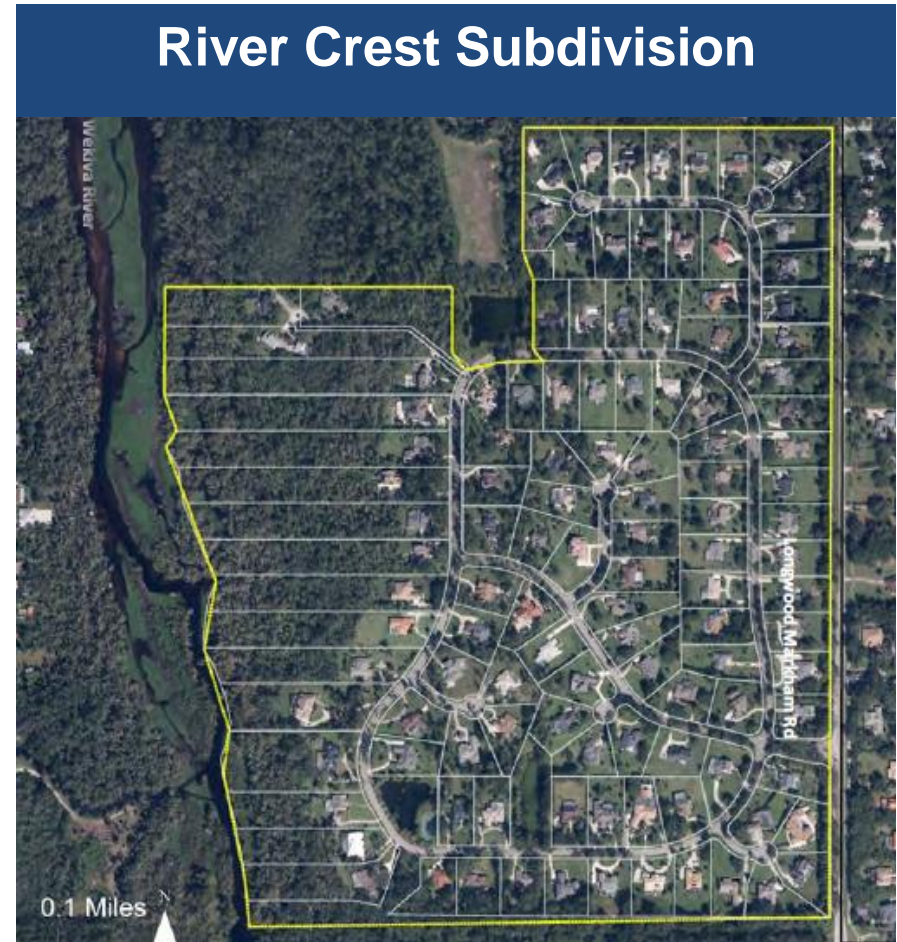 River Crest Subdivision
Wekiva River
Longwood Markham Rd
0.1 Miles
N